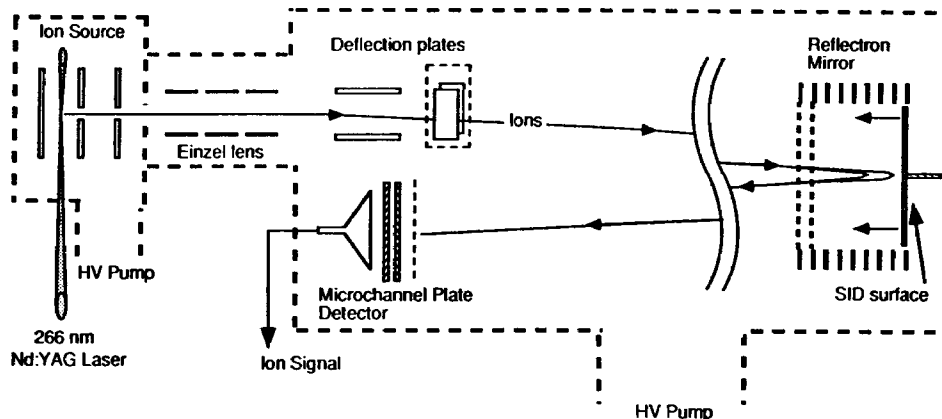 Ion Source
Deflection plates
Reflectron
Mirror
Ions
Einzel lens
HV Pump
SID surface
Microchannel Plate
Detector
266 nm
Nd:YAG Laser
Ion Signal
HV Pump